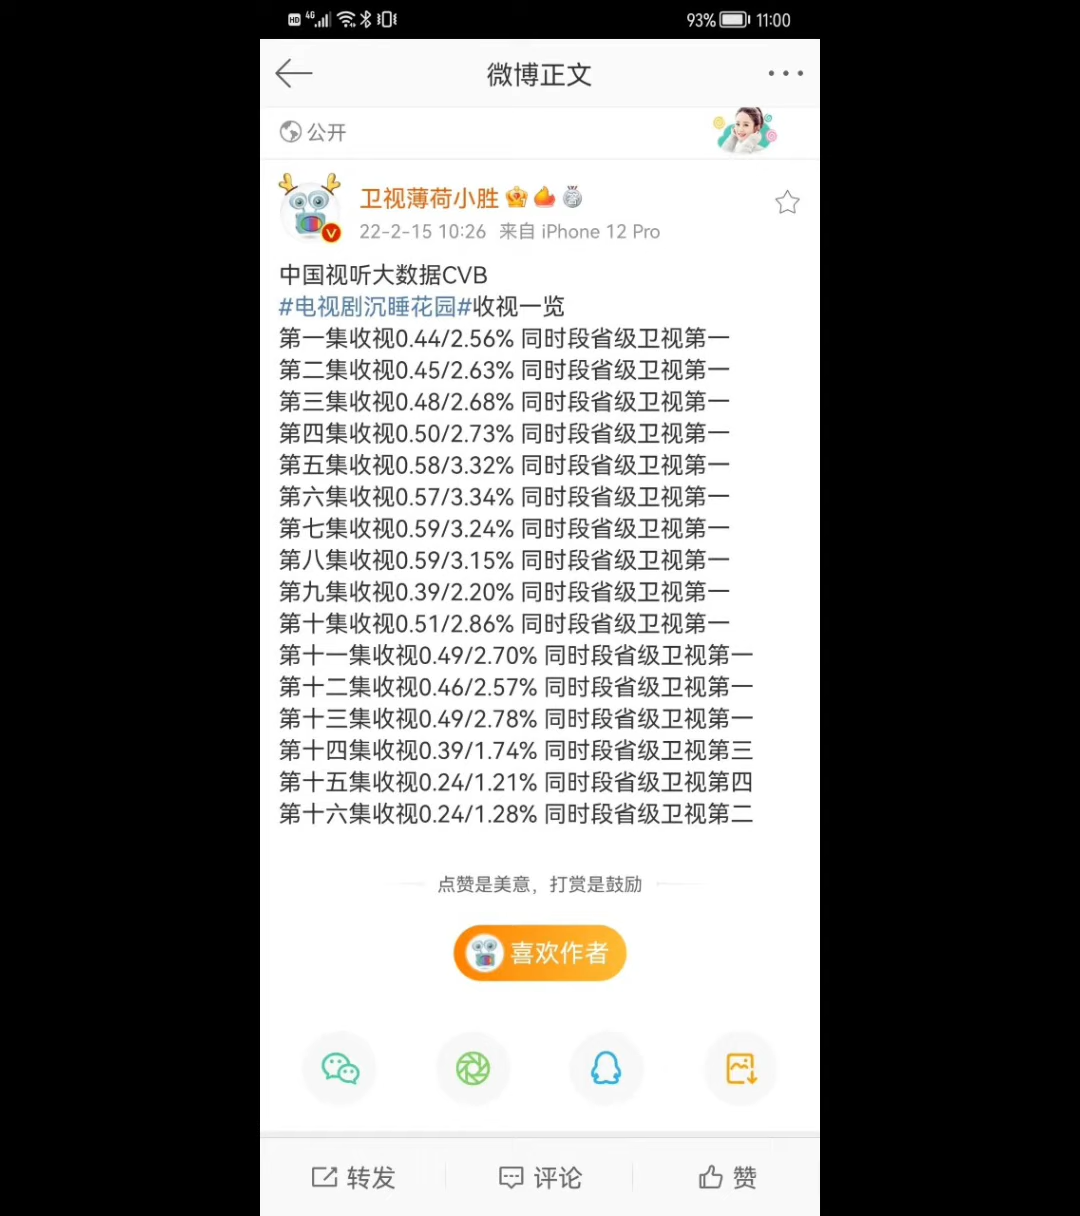 HD 4G 93% 11:00
微博正文
公开
卫视薄荷小胜
22-2-15 10:26 来自 iPhone 12 Pro
中国视听大数据CVB
#电视剧沉睡花园#收视一览
第一集收视0.44/2.56% 同时段省级卫视第一
第二集收视0.45/2.63% 同时段省级卫视第一
第三集收视0.48/2.68% 同时段省级卫视第一
第四集收视0.50/2.73% 同时段省级卫视第一
第五集收视0.58/3.32% 同时段省级卫视第一
第六集收视0.57/3.34% 同时段省级卫视第一
第七集收视0.59/3.24% 同时段省级卫视第一
第八集收视0.59/3.15% 同时段省级卫视第一
第九集收视0.39/2.20% 同时段省级卫视第一
第十集收视0.51/2.86% 同时段省级卫视第一
第十一集收视0.49/2.70% 同时段省级卫视第一
第十二集收视0.46/2.57% 同时段省级卫视第一
第十三集收视0.49/2.78% 同时段省级卫视第一
第十四集收视0.39/1.74% 同时段省级卫视第三
第十五集收视0.24/1.21% 同时段省级卫视第四
第十六集收视0.24/1.28% 同时段省级卫视第二
点赞是美意，打赏是鼓励
喜欢作者
转发 评论 赞